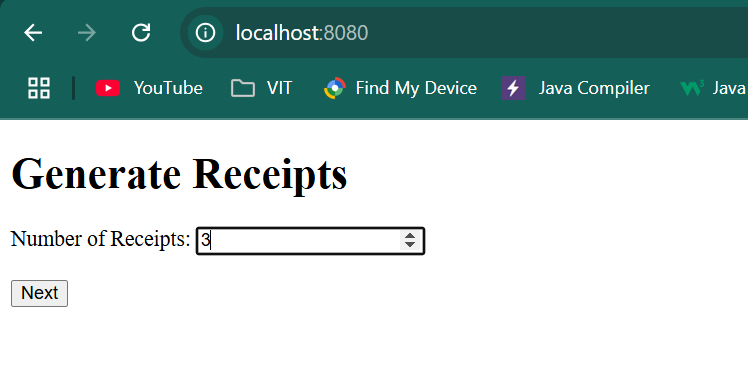 localhost:8080
YouTube VIT Find My Device Java Compiler Java
Generate Receipts
Number of Receipts: 3
Next